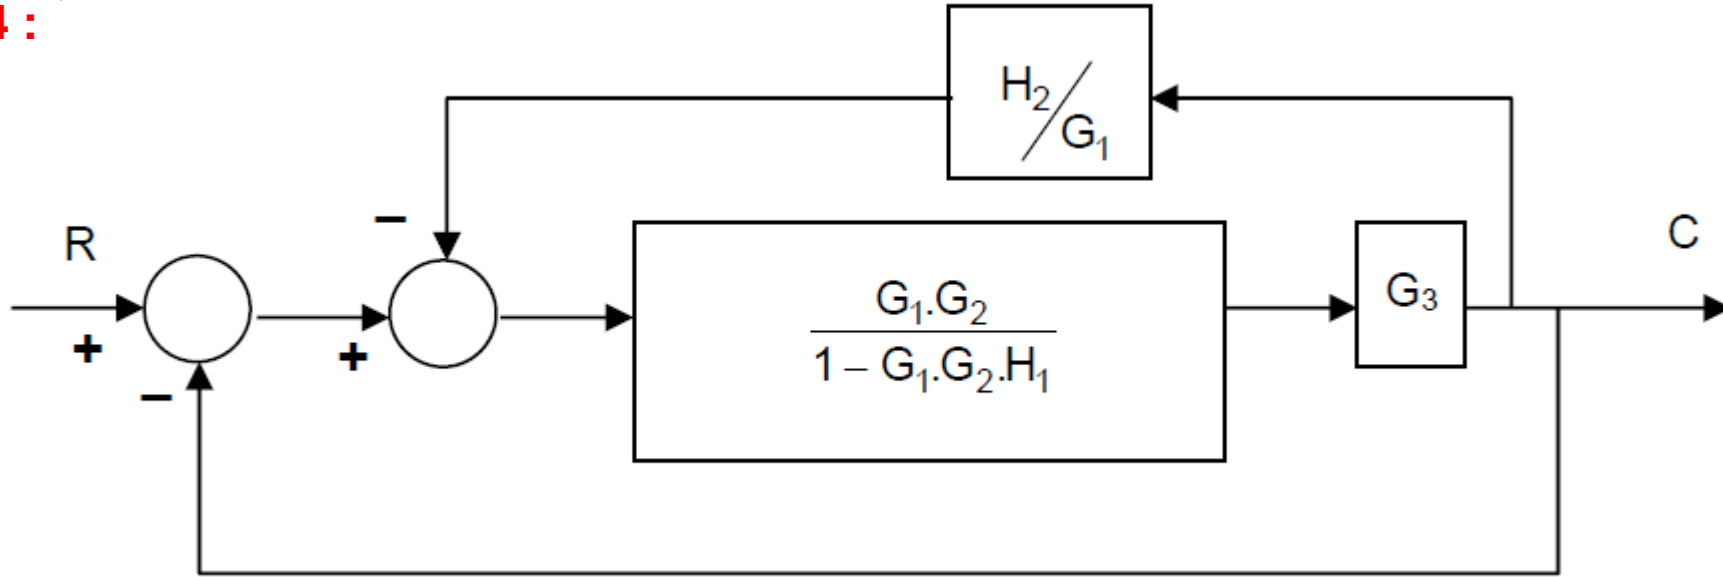 4 :
H₂/G₁
−
R
C
G₁.G₂
1 − G₁.G₂.H₁
G₃
+
+
−